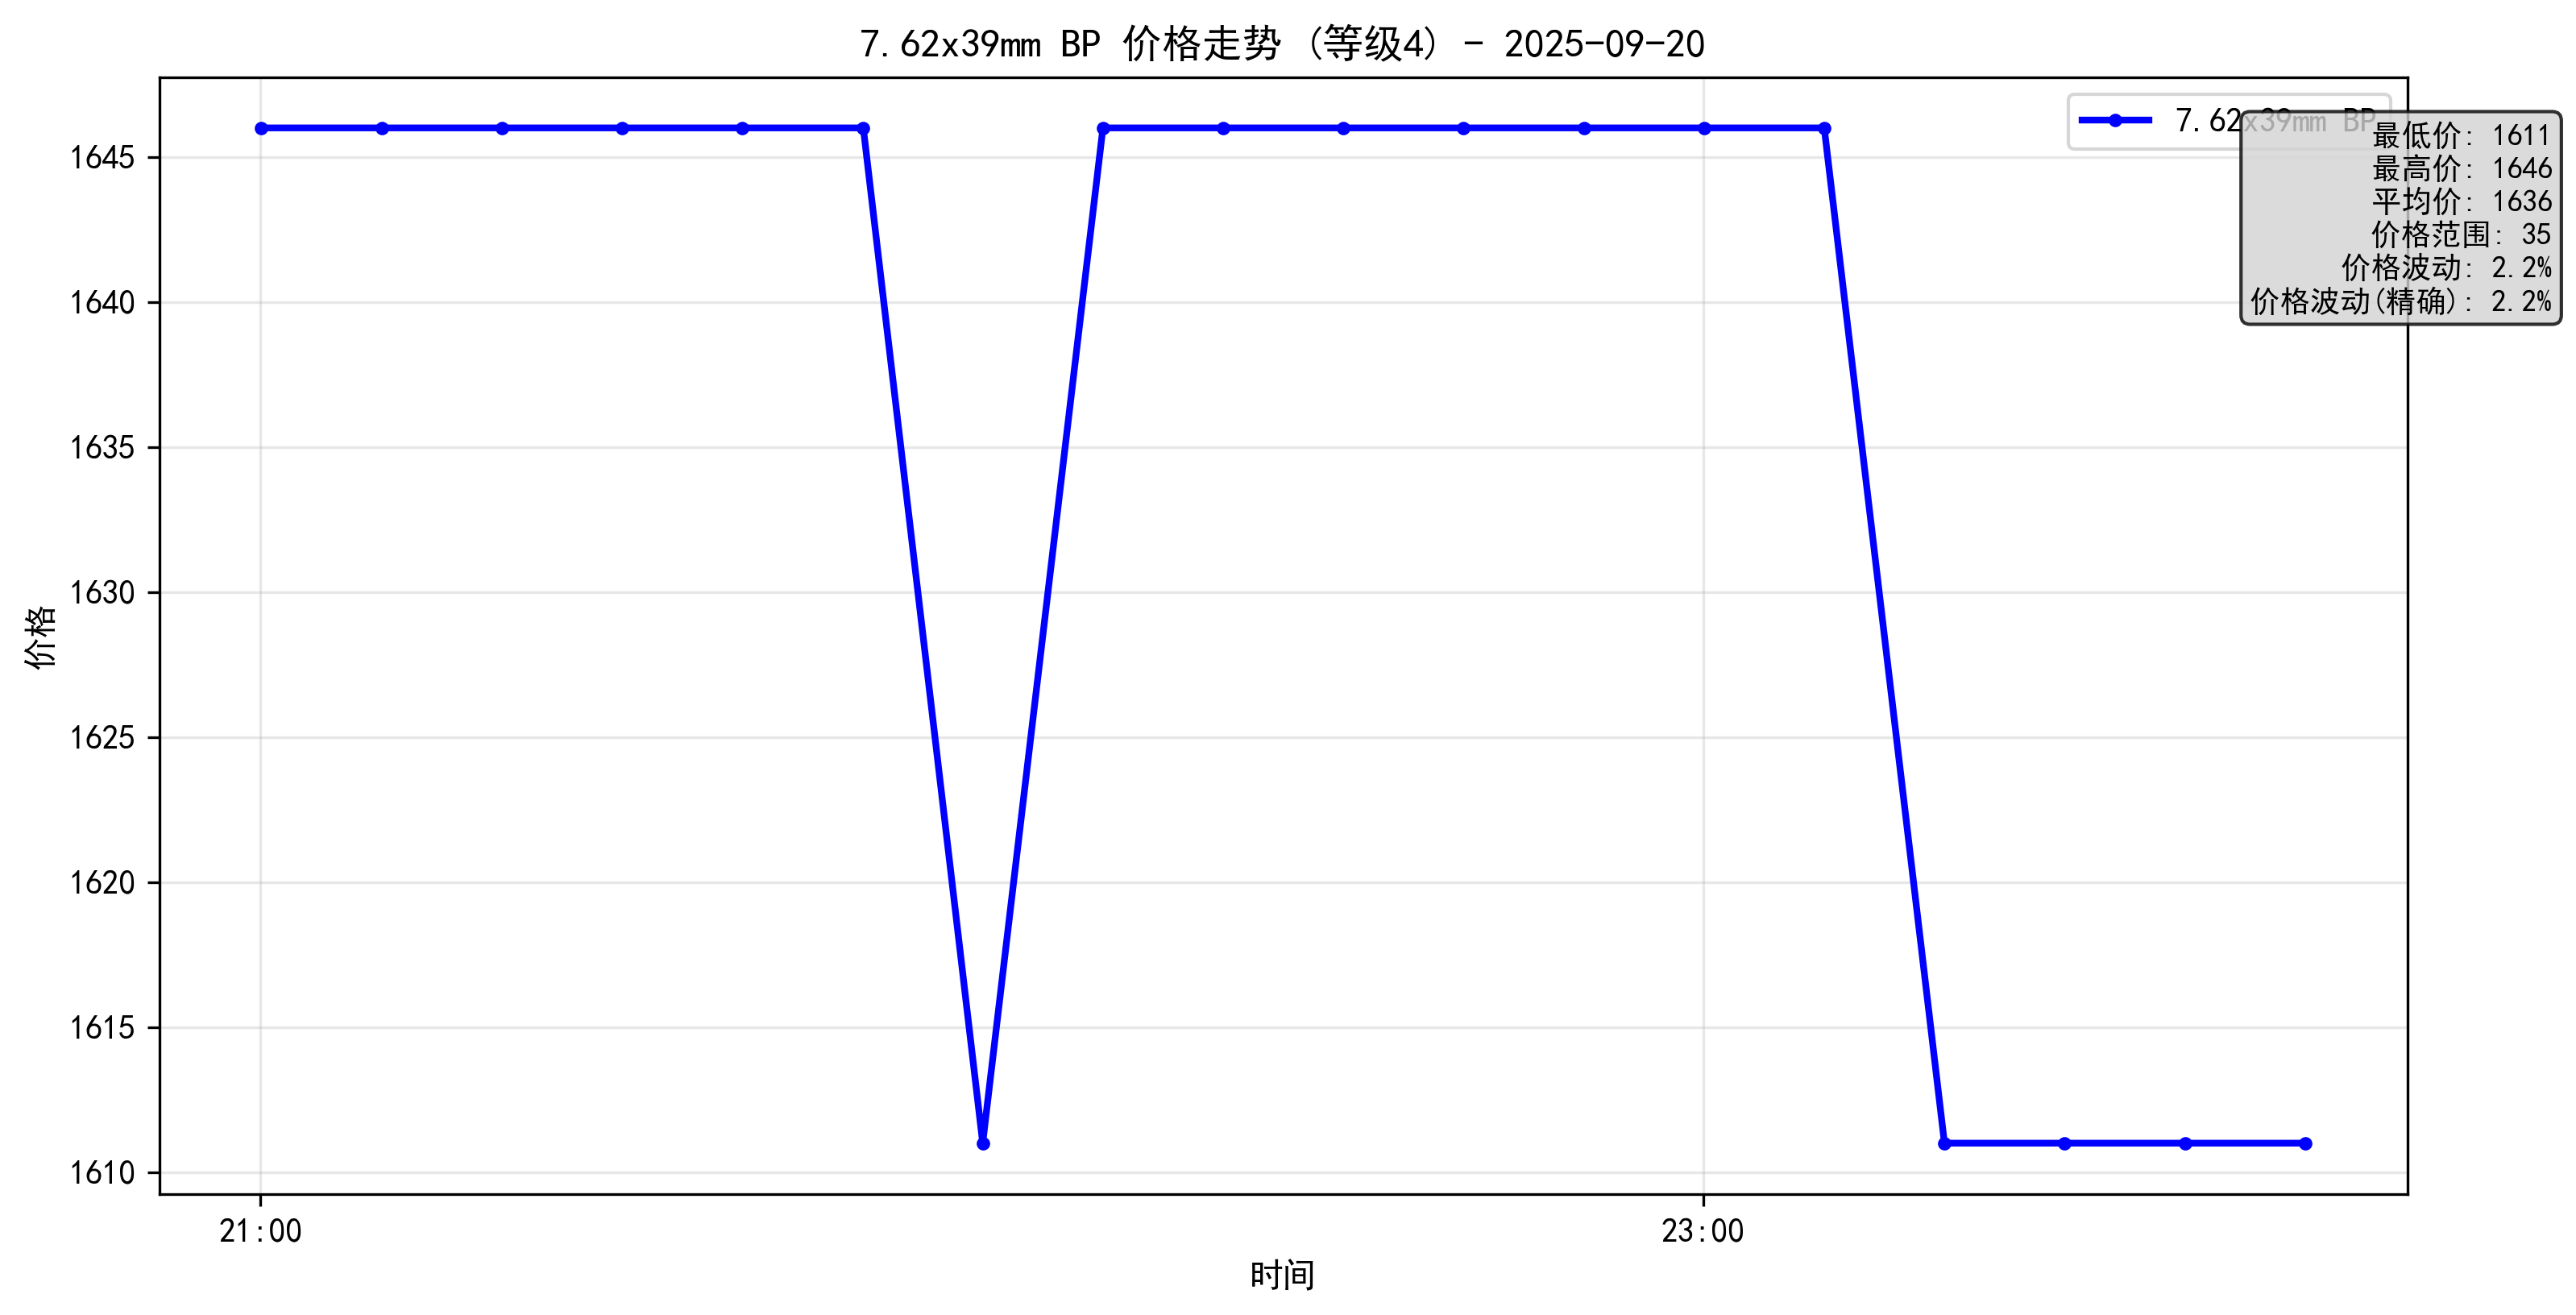 7.62x39mm BP 价格走势 (等级4) - 2025-09-20
7.62x39mm BP
最低价: 1611
最高价: 1646
平均价: 1636
价格范围: 35
价格波动: 2.2%
价格波动(精确): 2.2%
1645
1640
1635
1630
1625
1620
1615
1610
价格
21:00
23:00
时间